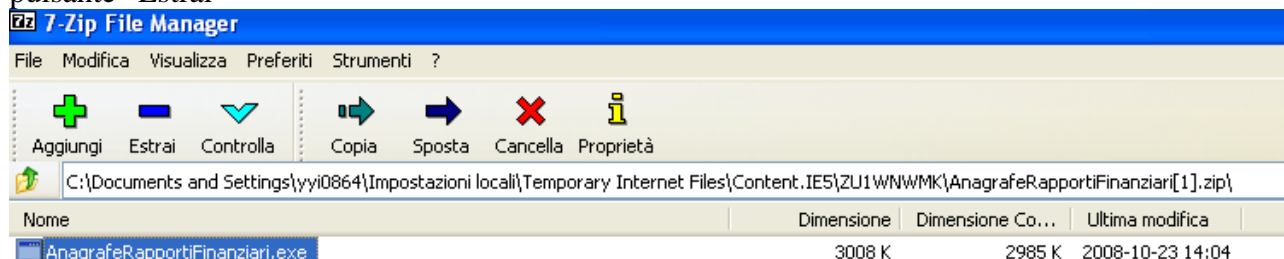 pulsante "Estrai"
7-Zip File Manager
File Modifica Visualizza Preferiti Strumenti ?
Aggiungi Estrai Controlla Copia Sposta Cancella Proprietà
C:\Documents and Settings\yyi0864\Impostazioni locali\Temporary Internet Files\Content.IE5\ZU1WNWMK\AnagrafeRapportiFinanziari[1].zip\
Nome Dimensione Dimensione Co... Ultima modifica
AnagrafeRapportiFinanziari.exe 3008 K 2985 K 2008-10-23 14:04